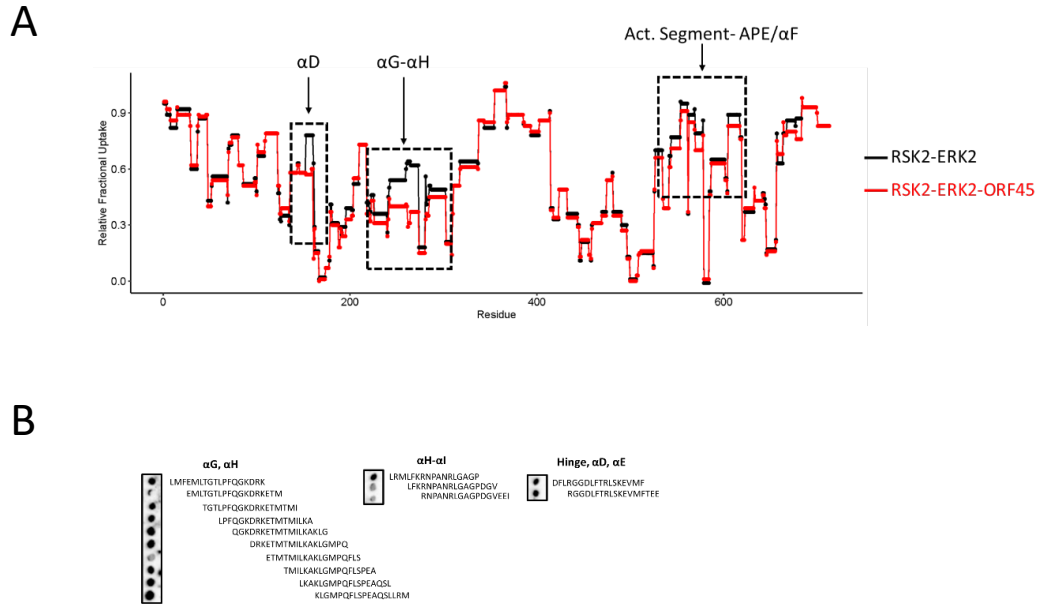 A
Act. Segment- APE/αF
αD
αG-αH
Relative Fractional Uptake
0.9
0.6
0.3
0.0
0
200
400
600
Residue
RSK2-ERK2
RSK2-ERK2-ORF45
B
αG, αH
LMFEMLTGTLPFQGKDRK
EMLTGTLPFQGKDRKETM
TGTLPFQGKDRKETMTMI
LPFQGKDRKETMTMILKA
QGKDRKETMTMILKAKLG
DRKETMTMILKAKLGMPQ
ETMTMILKAKLGMPQFLS
TMILKAKLGMPQFLSPEA
LKAKLGMPQFLSPEAQSL
KLGMPQFLSPEAQSLLRM
αH-αI
LRMLFKRNPANRLGAGP
LFKRNPANRLGAGPDGV
RNPANRLGAGPDGVEEI
Hinge, αD, αE
DFLRGGDLFTRLSKEVMF
RGGDLFTRLSKEVMFTEE